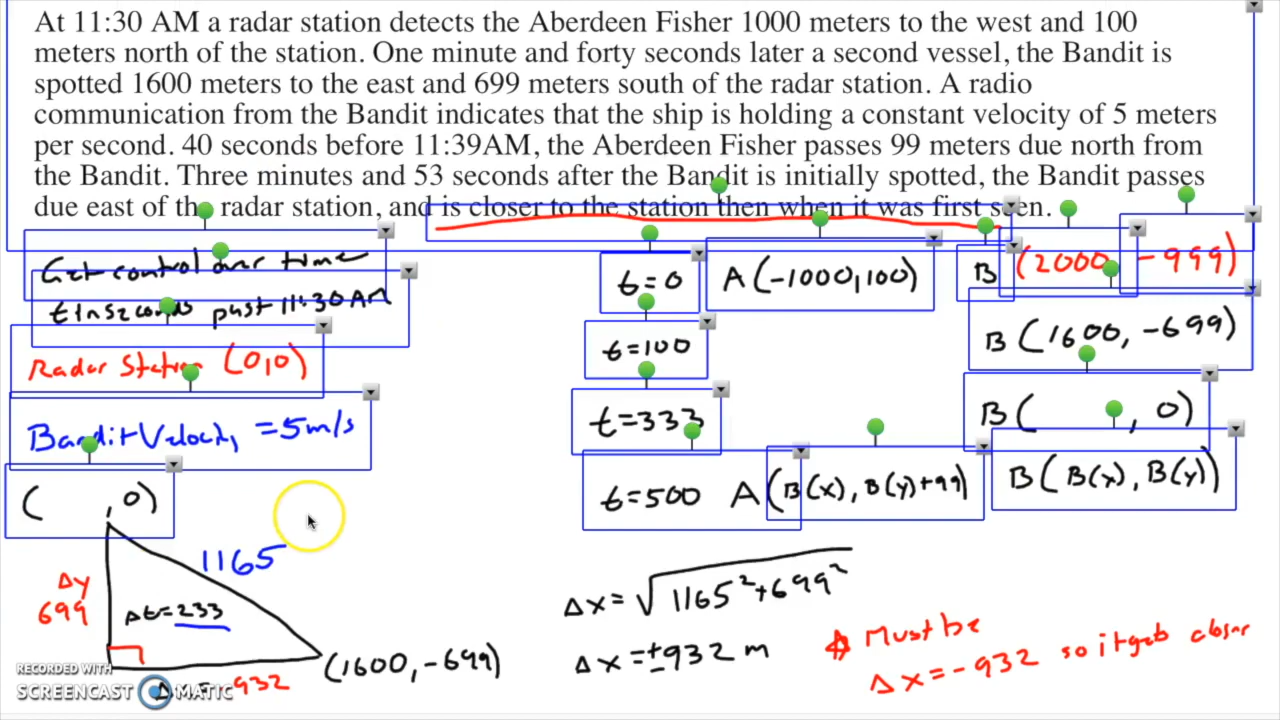 At 11:30 AM a radar station detects the Aberdeen Fisher 1000 meters to the west and 100
meters north of the station. One minute and forty seconds later a second vessel, the Bandit is
spotted 1600 meters to the east and 699 meters south of the radar station. A radio
communication from the Bandit indicates that the ship is holding a constant velocity of 5 meters
per second. 40 seconds before 11:39AM, the Aberdeen Fisher passes 99 meters due north from
the Bandit. Three minutes and 53 seconds after the Bandit is initially spotted, the Bandit passes
due east of the radar station, and is closer to the station then when it was first seen.
Get control over time
t in seconds past 11:30 AM
Radar Station (0,0)
Bandit Velocity = 5m/s
( , 0)
t=0 A(-1000,100) B (2000 -999)
t=100 B(1600, -699)
t=333 B( , 0)
t=500 A(B(x), B(y)+99) B(B(x), B(y))
1165
Δy
699
Δt=233
(1600, -699)
Δx = -932
Δx = √1165²+699²
Δx = ±932 m
Must be
Δx = -932 so it gets closer
RECORDED WITH
SCREENCAST MATIC